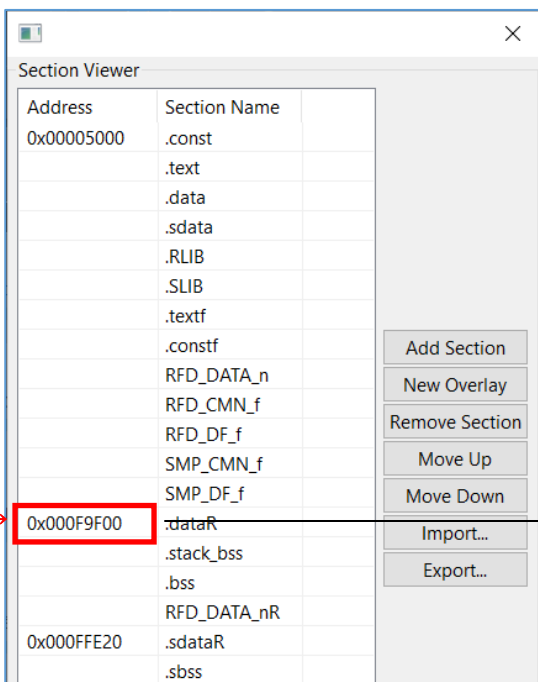 Section Viewer
Address Section Name
0x00005000 .const
.text
.data
.sdata
.RLIB
.SLIB
.textf
.constf
RFD_DATA_n
RFD_CMN_f
RFD_DF_f
SMP_CMN_f
SMP_DF_f
0x000F9F00 .dataR
.stack_bss
.bss
RFD_DATA_nR
0x000FFE20 .sdataR
.sbss
Add Section
New Overlay
Remove Section
Move Up
Move Down
Import...
Export...